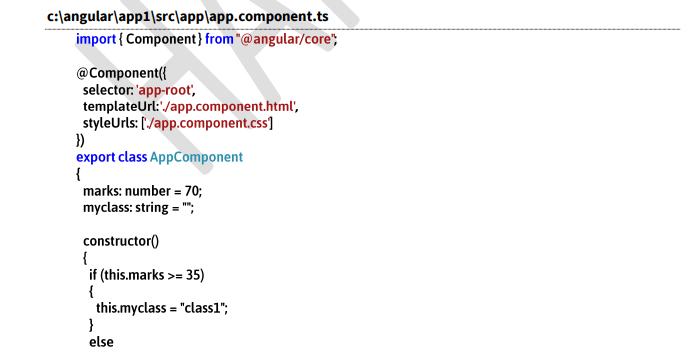 c:\angular\app1\src\app\app.component.ts
import { Component } from "@angular/core";
@Component({
selector: 'app-root',
templateUrl:'./app.component.html',
styleUrls: ['./app.component.css']
})
export class AppComponent
{
marks: number = 70;
myclass: string = "";
constructor()
{
if (this.marks >= 35)
{
this.myclass = "class1";
}
else